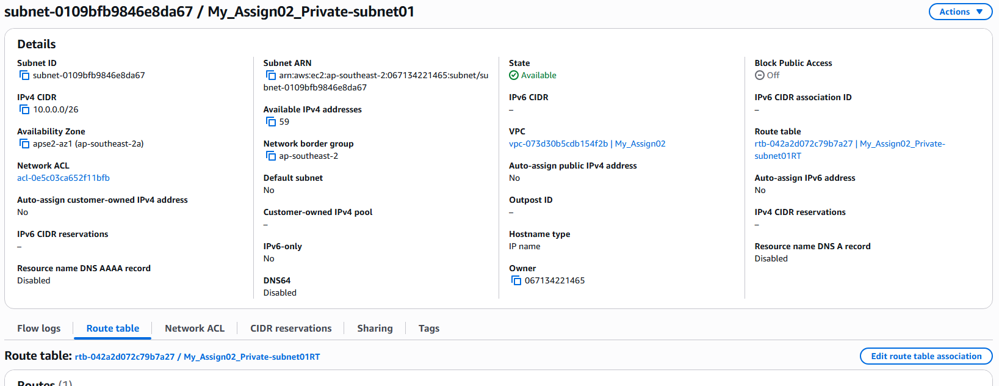 subnet-0109bfb9846e8da67 / My_Assign02_Private-subnet01
Actions
Details
Subnet ID
subnet-0109bfb9846e8da67
IPv4 CIDR
10.0.0.0/26
Availability Zone
apse2-az1 (ap-southeast-2a)
Network ACL
acl-0e5c03ca652f11bfb
Auto-assign customer-owned IPv4 address
No
IPv6 CIDR reservations
–
Resource name DNS AAAA record
Disabled
Subnet ARN
arn:aws:ec2:ap-southeast-2:067134221465:subnet/su
bnet-0109bfb9846e8da67
Available IPv4 addresses
59
Network border group
ap-southeast-2
Default subnet
No
Customer-owned IPv4 pool
–
IPv6-only
No
DNS64
Disabled
State
Available
IPv6 CIDR
–
VPC
vpc-073d30b5cdb154f2b | My_Assign02
Auto-assign public IPv4 address
No
Outpost ID
–
Hostname type
IP name
Owner
067134221465
Block Public Access
Off
IPv6 CIDR association ID
–
Route table
rtb-042a2d072c79b7a27 | My_Assign02_Private-
subnet01RT
Auto-assign IPv6 address
No
IPv4 CIDR reservations
–
Resource name DNS A record
Disabled
Flow logs
Route table
Network ACL
CIDR reservations
Sharing
Tags
Route table: rtb-042a2d072c79b7a27 / My_Assign02_Private-subnet01RT
Edit route table association
Routes (1)